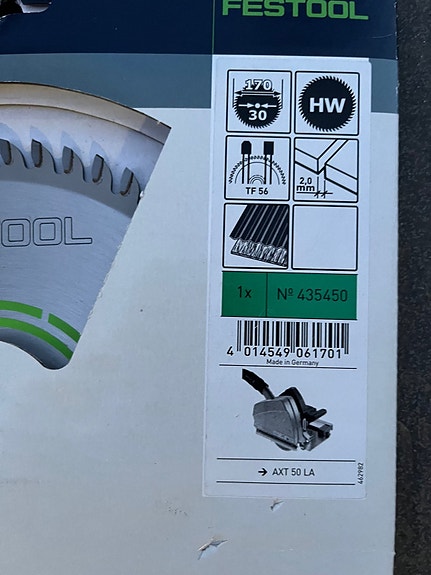 FESTOOL
170
30
HW
TF 56
2,0
mm
OOL
1x Nº 435450
4 014549 061701
Made in Germany
→ AXT 50 LA
462982